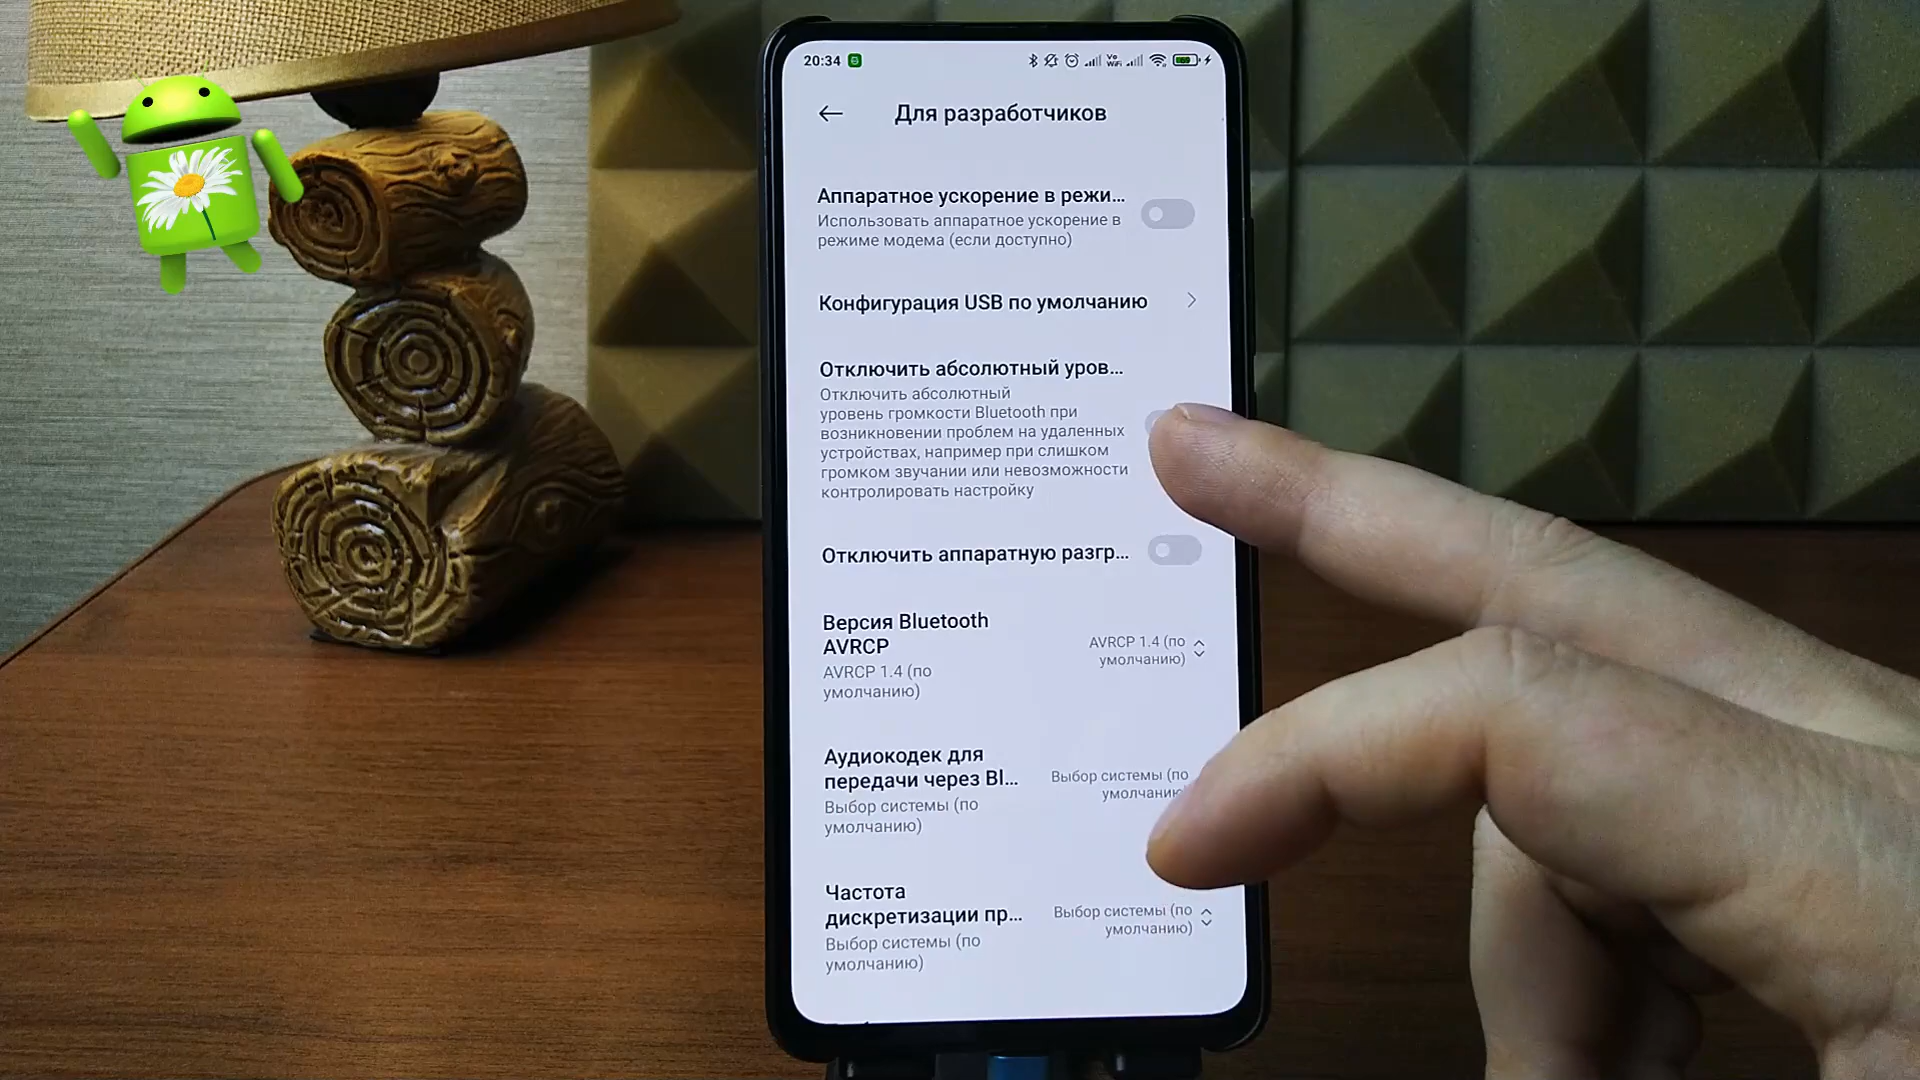 20:34
Для разработчиков
Аппаратное ускорение в режи...
Использовать аппаратное ускорение в
режиме модема (если доступно)
Конфигурация USB по умолчанию
Отключить абсолютный уров...
Отключить абсолютный
уровень громкости Bluetooth при
возникновении проблем на удаленных
устройствах, например при слишком
громком звучании или невозможности
контролировать настройку
Отключить аппаратную разгр...
Версия Bluetooth
AVRCP
AVRCP 1.4 (по
умолчанию)
AVRCP 1.4 (по
умолчанию)
Аудиокодек для
передачи через Bl...
Выбор системы (по
умолчанию)
Выбор системы (по
умолчанию)
Частота
дискретизации пр...
Выбор системы (по
умолчанию)
Выбор системы (по
умолчанию)